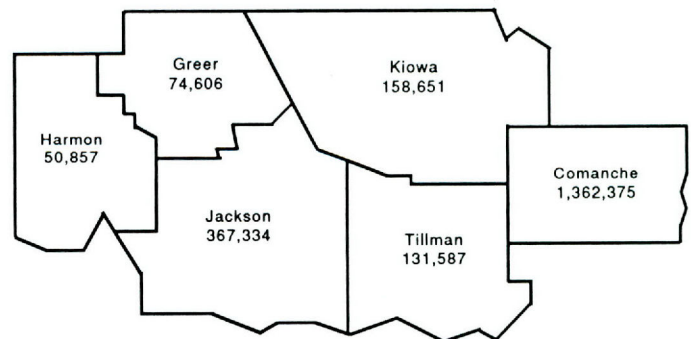 Greer
74,606
Kiowa
158,651
Harmon
50,857
Comanche
1,362,375
Jackson
367,334
Tillman
131,587